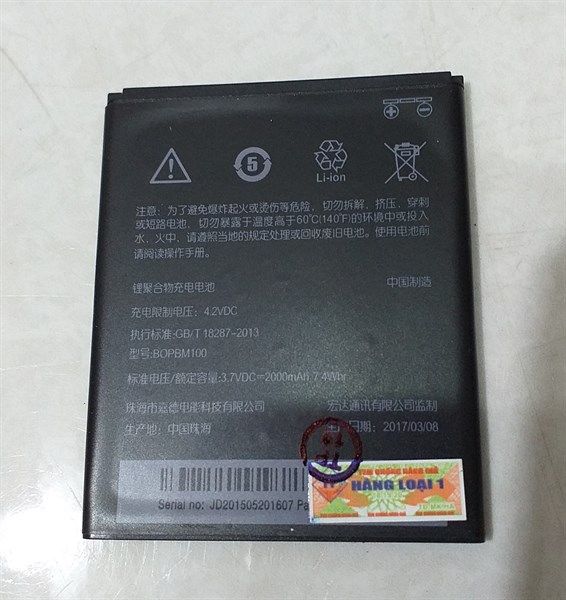 5
Li-ion
注意:为了避免爆炸起火或烫伤等危险,切勿拆解、挤压、穿刺
或短路电池,切勿暴露于温度高于60℃(140℉)的环境中或投入
水、火中,请遵照当地的规定处理或回收废旧电池。使用电池前
请阅读操作手册.
锂聚合物充电电池 中国制造
充电限制电压:4.2VDC
执行标准:GB/T 18287-2013
型号:BOPBM100
标准电压/额定容量:3.7VDC=2000mAh 7.4Whr
珠海市嘉德电能科技有限公司 宏达通讯有限公司监制
生产地:中国珠海 日期:2017/03/08
TEM CHỐNG HÀNG GIẢ
HÀNG LOẠI 1
Serial no: JD201505201607 Pa